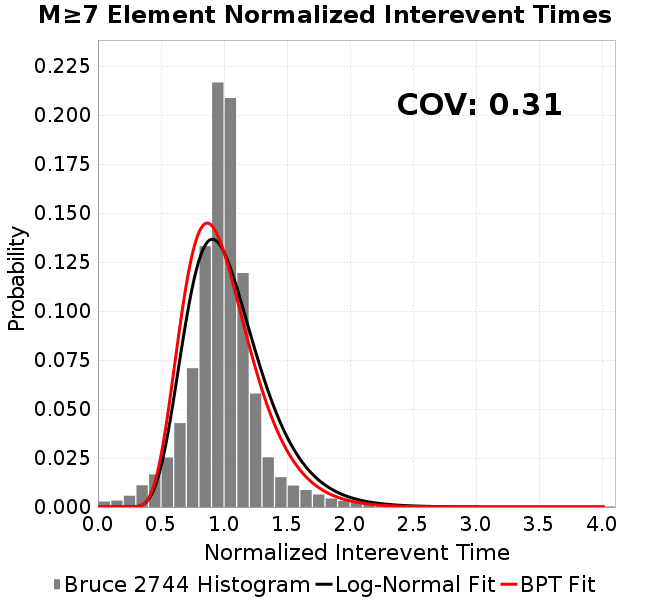 M≥7 Element Normalized Interevent Times
COV: 0.31
Probability
0.225
0.200
0.175
0.150
0.125
0.100
0.075
0.050
0.025
0.000
0.0 0.5 1.0 1.5 2.0 2.5 3.0 3.5 4.0
Normalized Interevent Time
Bruce 2744 Histogram Log-Normal Fit BPT Fit